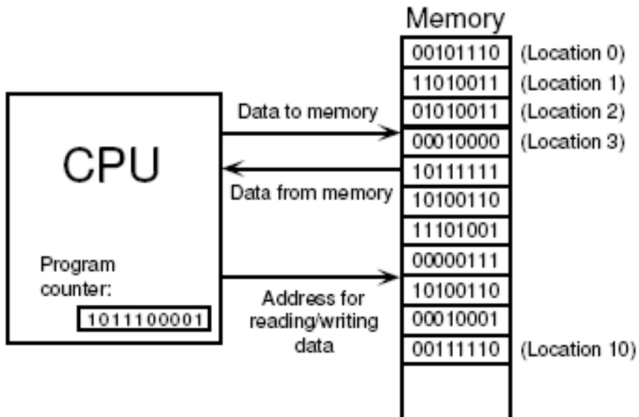 Memory
00101110 (Location 0)
11010011 (Location 1)
01010011 (Location 2)
00010000 (Location 3)
10111111
10100110
11101001
00000111
10100110
00010001
00111110 (Location 10)
Data to memory
CPU
Data from memory
Program
counter:
1011100001
Address for
reading/writing
data